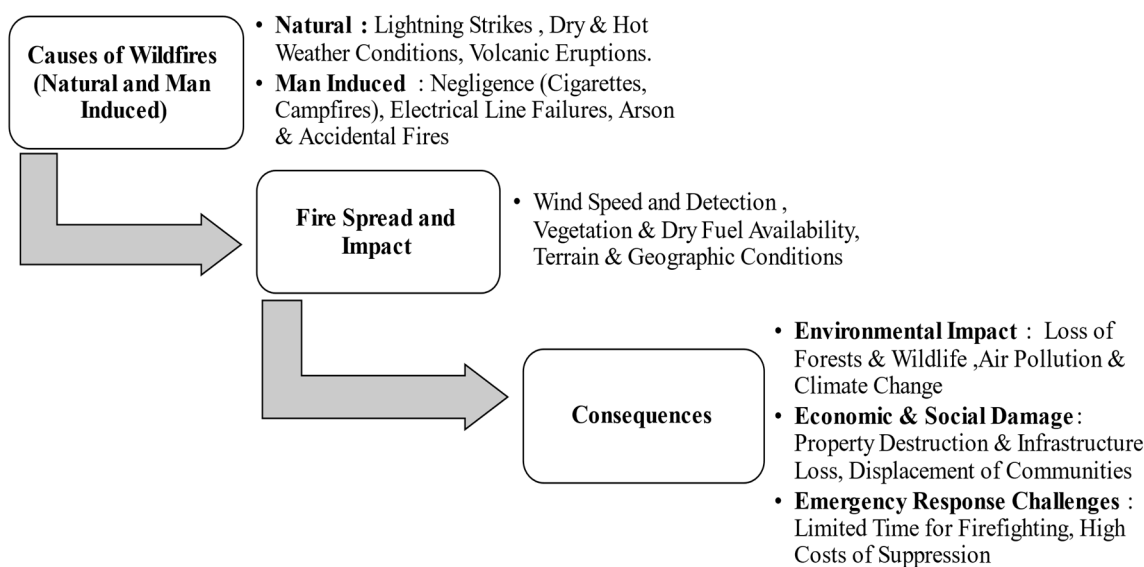 Causes of Wildfires
(Natural and Man
Induced)
• Natural : Lightning Strikes , Dry & Hot
Weather Conditions, Volcanic Eruptions.
• Man Induced : Negligence (Cigarettes,
Campfires), Electrical Line Failures, Arson
& Accidental Fires
Fire Spread and
Impact
• Wind Speed and Detection ,
Vegetation & Dry Fuel Availability,
Terrain & Geographic Conditions
Consequences
• Environmental Impact : Loss of
Forests & Wildlife ,Air Pollution &
Climate Change
• Economic & Social Damage :
Property Destruction & Infrastructure
Loss, Displacement of Communities
• Emergency Response Challenges :
Limited Time for Firefighting, High
Costs of Suppression